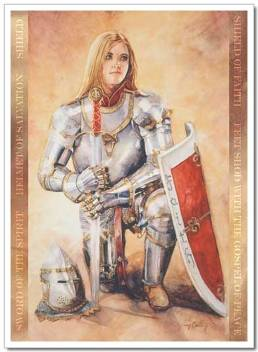 SHIELD
HELMET OF SALVATION
SWORD OF THE SPIRIT
SHIELD OF FAITH
FEET SHOD WITH THE GOSPEL OF PEACE